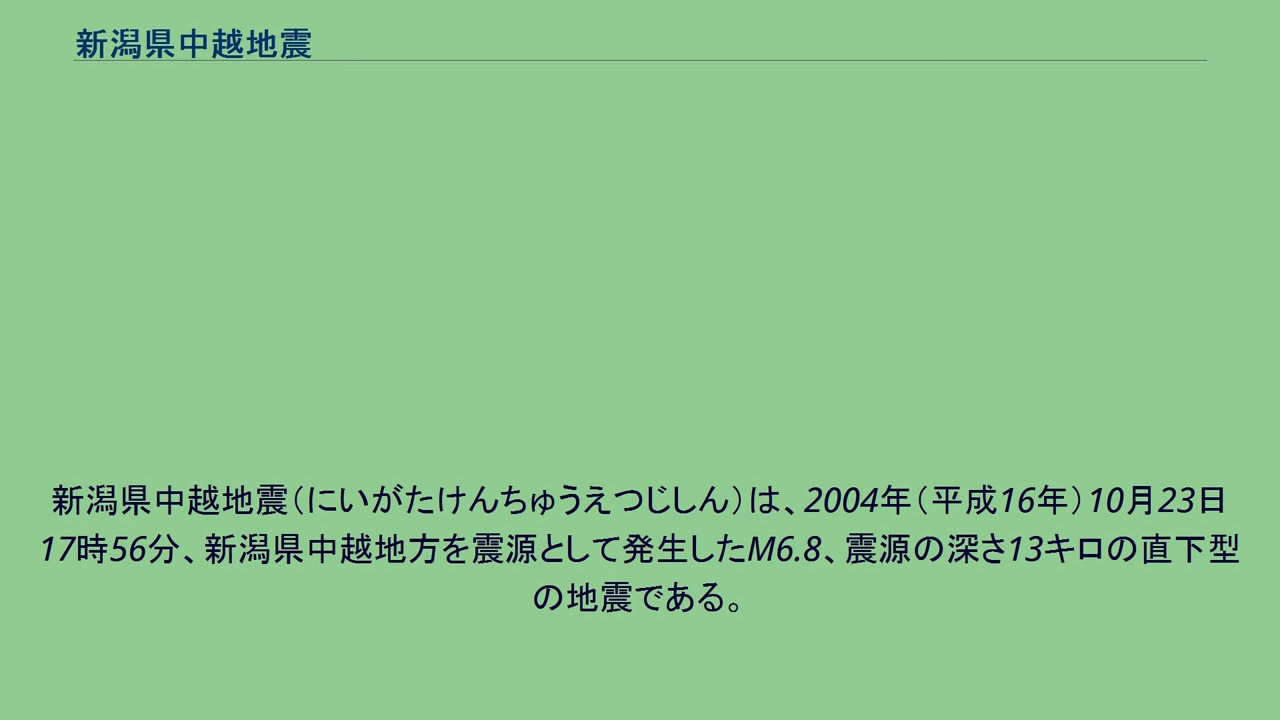 新潟県中越地震
新潟県中越地震(にいがたけんちゅうえつじしん)は、2004年(平成16年)10月23日
17時56分、新潟県中越地方を震源として発生したM6.8、震源の深さ13キロの直下型
の地震である。